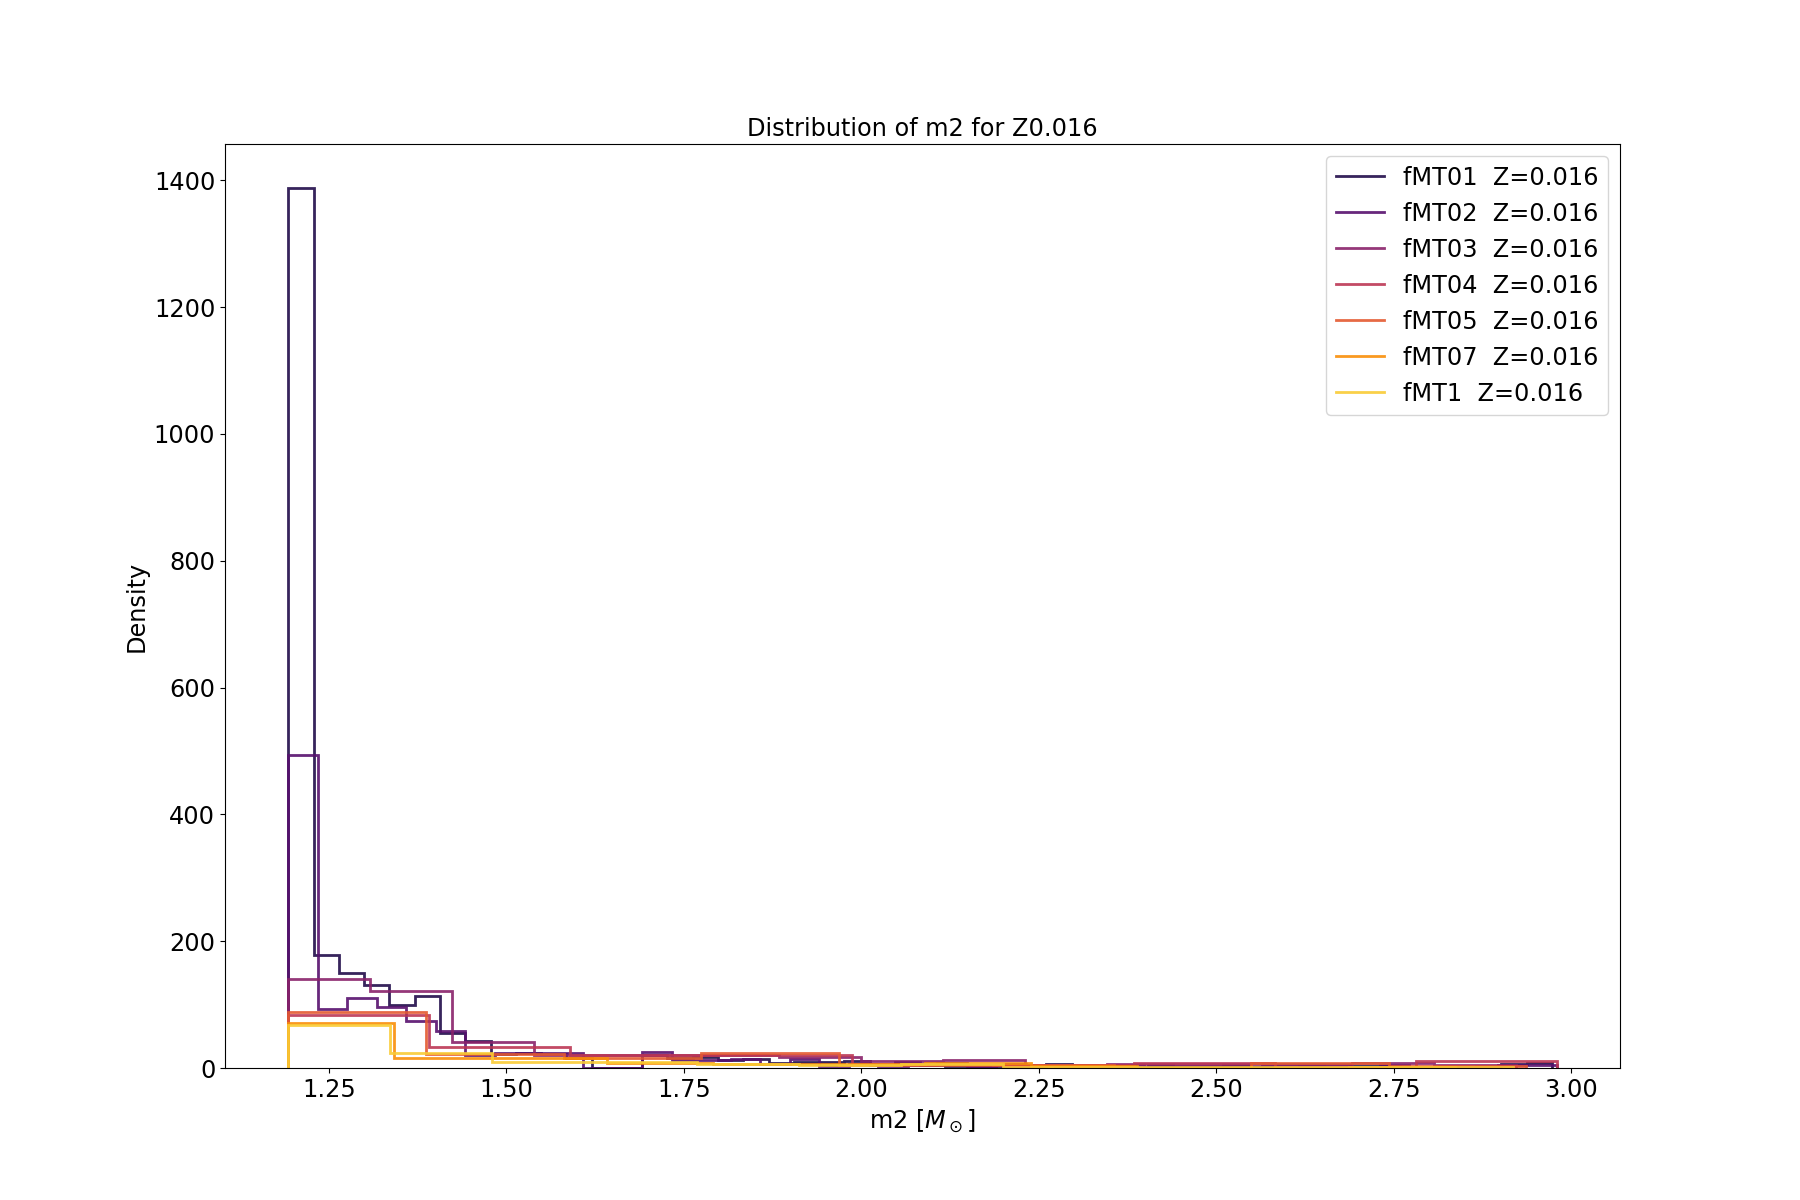 Distribution of m2 for Z0.016
1400
1200
1000
800
600
400
200
0
Density
1.25 1.50 1.75 2.00 2.25 2.50 2.75 3.00
m2 [M⊙]
fMT01 Z=0.016
fMT02 Z=0.016
fMT03 Z=0.016
fMT04 Z=0.016
fMT05 Z=0.016
fMT07 Z=0.016
fMT1 Z=0.016